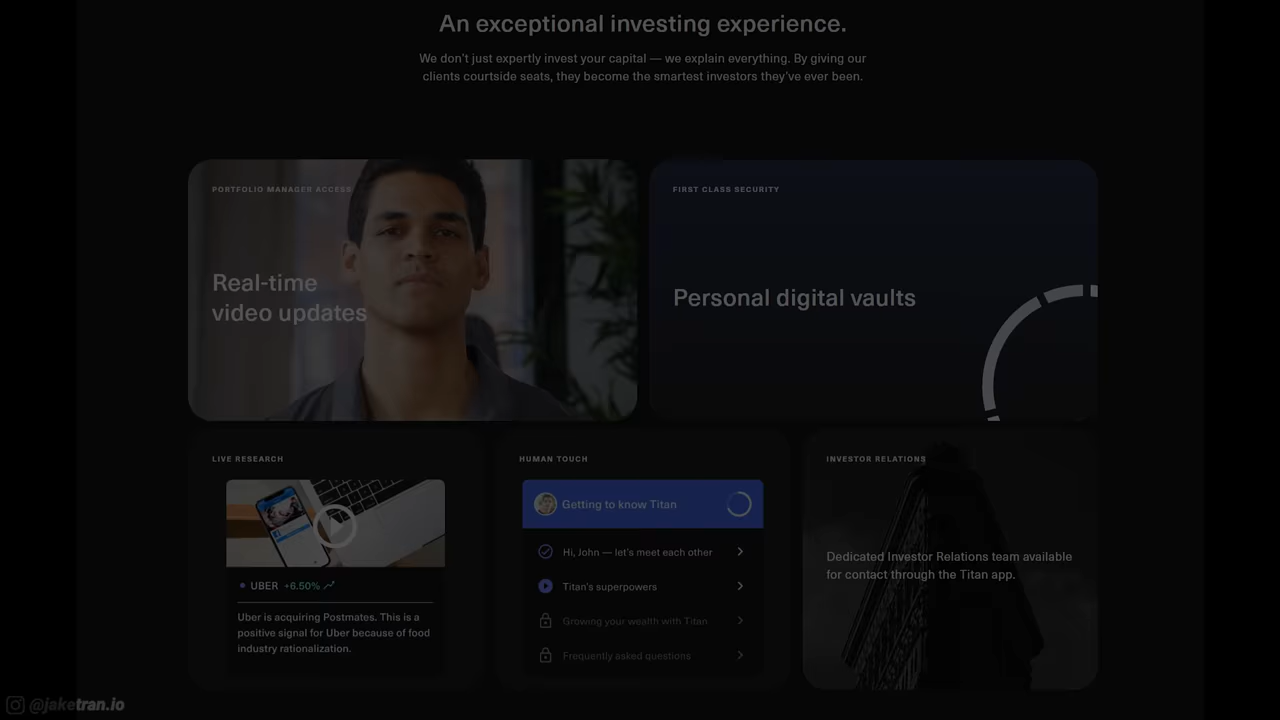 An exceptional investing experience.
We don't just expertly invest your capital — we explain everything. By giving our
clients courtside seats, they become the smartest investors they've ever been.
PORTFOLIO MANAGER ACCESS
Real-time
video updates
FIRST CLASS SECURITY
Personal digital vaults
LIVE RESEARCH
UBER +6.50%
Uber is acquiring Postmates. This is a
positive signal for Uber because of food
industry rationalization.
HUMAN TOUCH
Getting to know Titan
Hi, John — let's meet each other
Titan's superpowers
Growing your wealth with Titan
Frequently asked questions
INVESTOR RELATIONS
Dedicated Investor Relations team available
for contact through the Titan app.
@jaketran.io